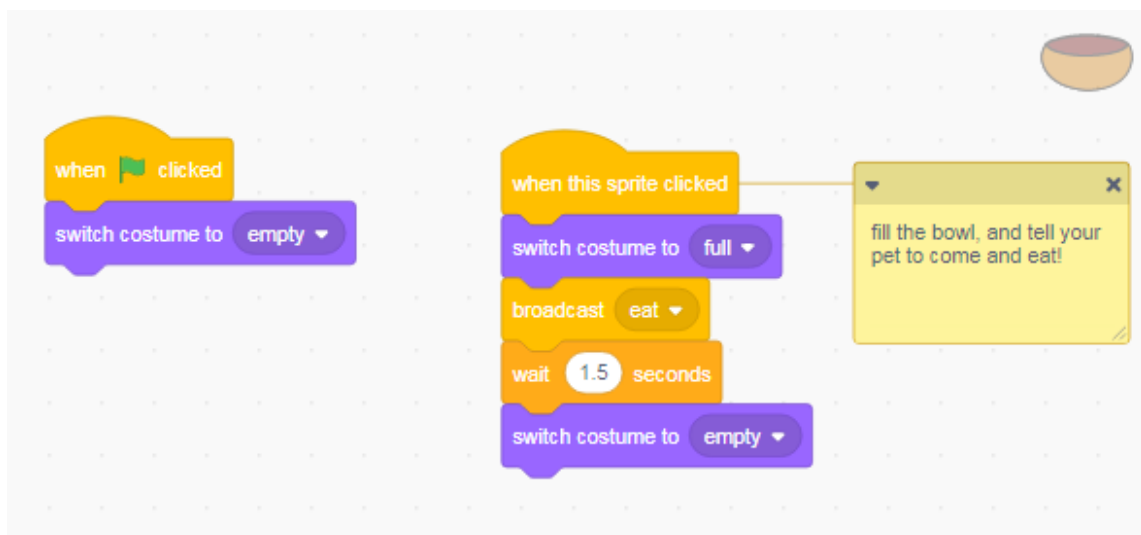 when clicked
switch costume to empty
when this sprite clicked
switch costume to full
broadcast eat
wait 1.5 seconds
switch costume to empty
fill the bowl, and tell your
pet to come and eat!